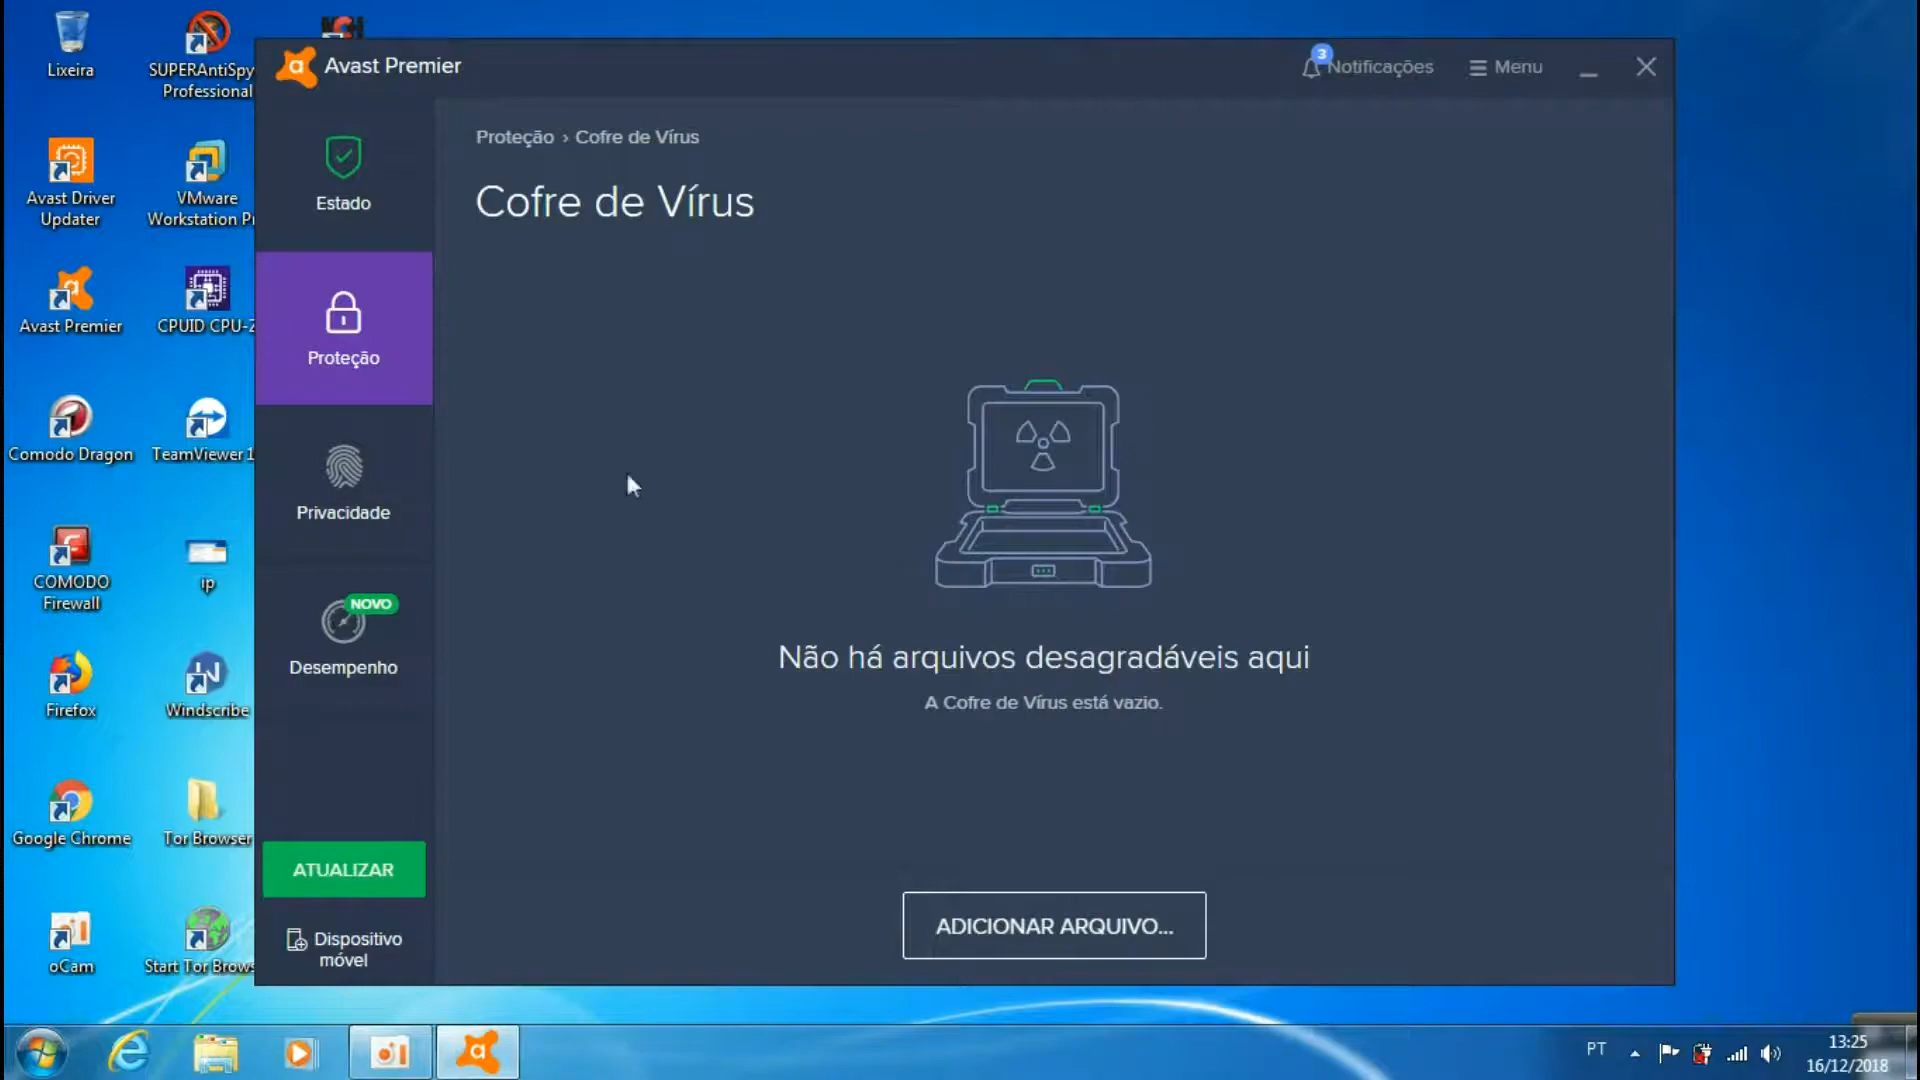 Lixeira
SUPERAntiSpy
Professional
Avast Driver
Updater
VMware
Workstation Pr
Avast Premier
CPUID CPU-Z
Comodo Dragon
TeamViewer 1
COMODO
Firewall
ip
Firefox
Windscribe
Google Chrome
Tor Browser
oCam
Start Tor Brows
Avast Premier
3
Notificações
Menu
Estado
Proteção
Privacidade
NOVO
Desempenho
ATUALIZAR
Dispositivo
móvel
Proteção › Cofre de Vírus
Cofre de Vírus
Não há arquivos desagradáveis aqui
A Cofre de Vírus está vazio.
ADICIONAR ARQUIVO...
PT
13:25
16/12/2018